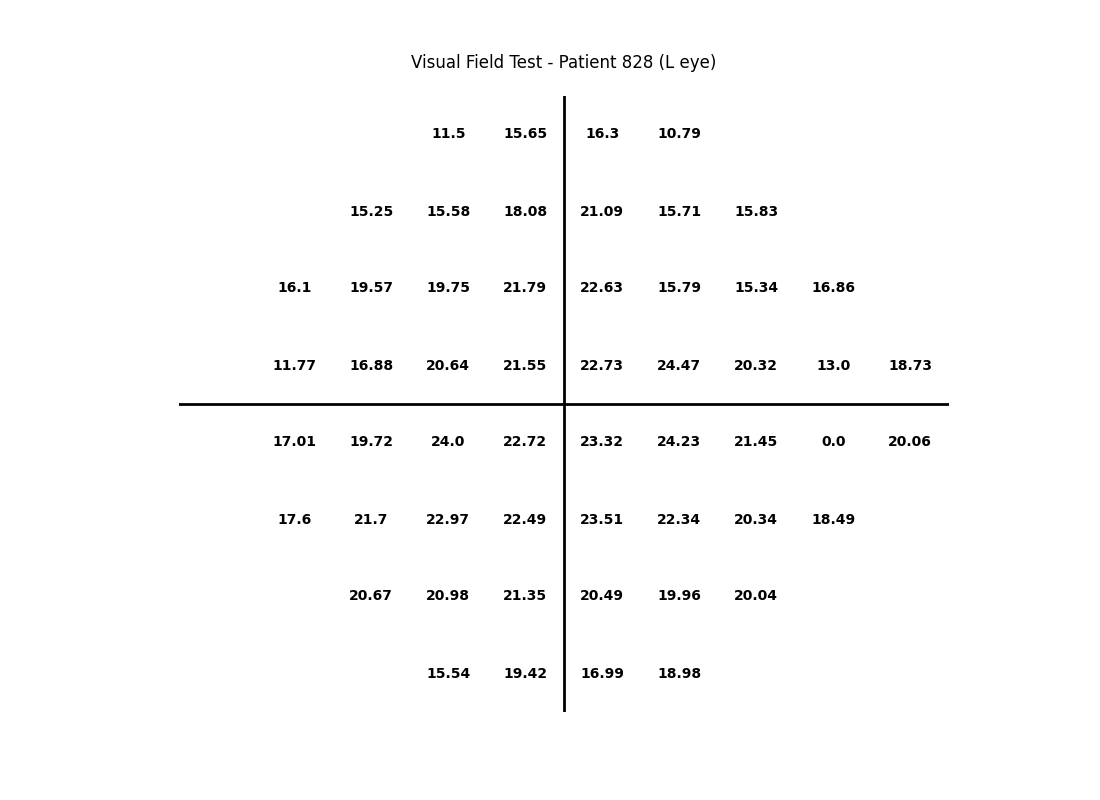 Visual Field Test - Patient 828 (L eye)
11.5 15.65 16.3 10.79
15.25 15.58 18.08 21.09 15.71 15.83
16.1 19.57 19.75 21.79 22.63 15.79 15.34 16.86
11.77 16.88 20.64 21.55 22.73 24.47 20.32 13.0 18.73
17.01 19.72 24.0 22.72 23.32 24.23 21.45 0.0 20.06
17.6 21.7 22.97 22.49 23.51 22.34 20.34 18.49
20.67 20.98 21.35 20.49 19.96 20.04
15.54 19.42 16.99 18.98